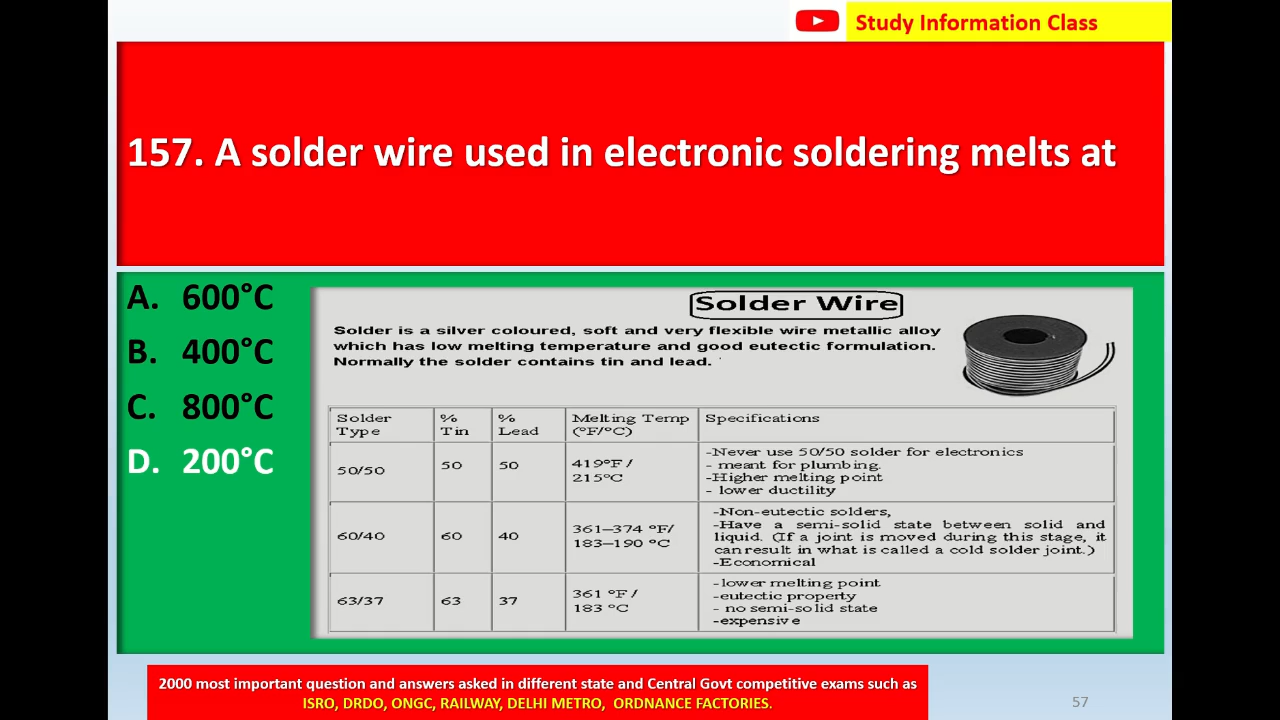 Study Information Class
157. A solder wire used in electronic soldering melts at
A. 600°C
B. 400°C
C. 800°C
D. 200°C
Solder Wire
Solder is a silver coloured, soft and very flexible wire metallic alloy
which has low melting temperature and good eutectic formulation.
Normally the solder contains tin and lead.
Solder Type % Tin % Lead Melting Temp (°F/°C) Specifications
50/50 50 50 419°F / 215°C
-Never use 50/50 solder for electronics
- meant for plumbing.
-Higher melting point
- lower ductility
60/40 60 40 361–374 °F/ 183–190 °C
-Non-eutectic solders,
-Have a semi-solid state between solid and
liquid. (If a joint is moved during this stage, it
can result in what is called a cold solder joint.)
-Economical
63/37 63 37 361 °F / 183 °C
-lower melting point
-eutectic property
- no semi-solid state
-expensive
2000 most important question and answers asked in different state and Central Govt competitive exams such as
ISRO, DRDO, ONGC, RAILWAY, DELHI METRO, ORDNANCE FACTORIES.
57